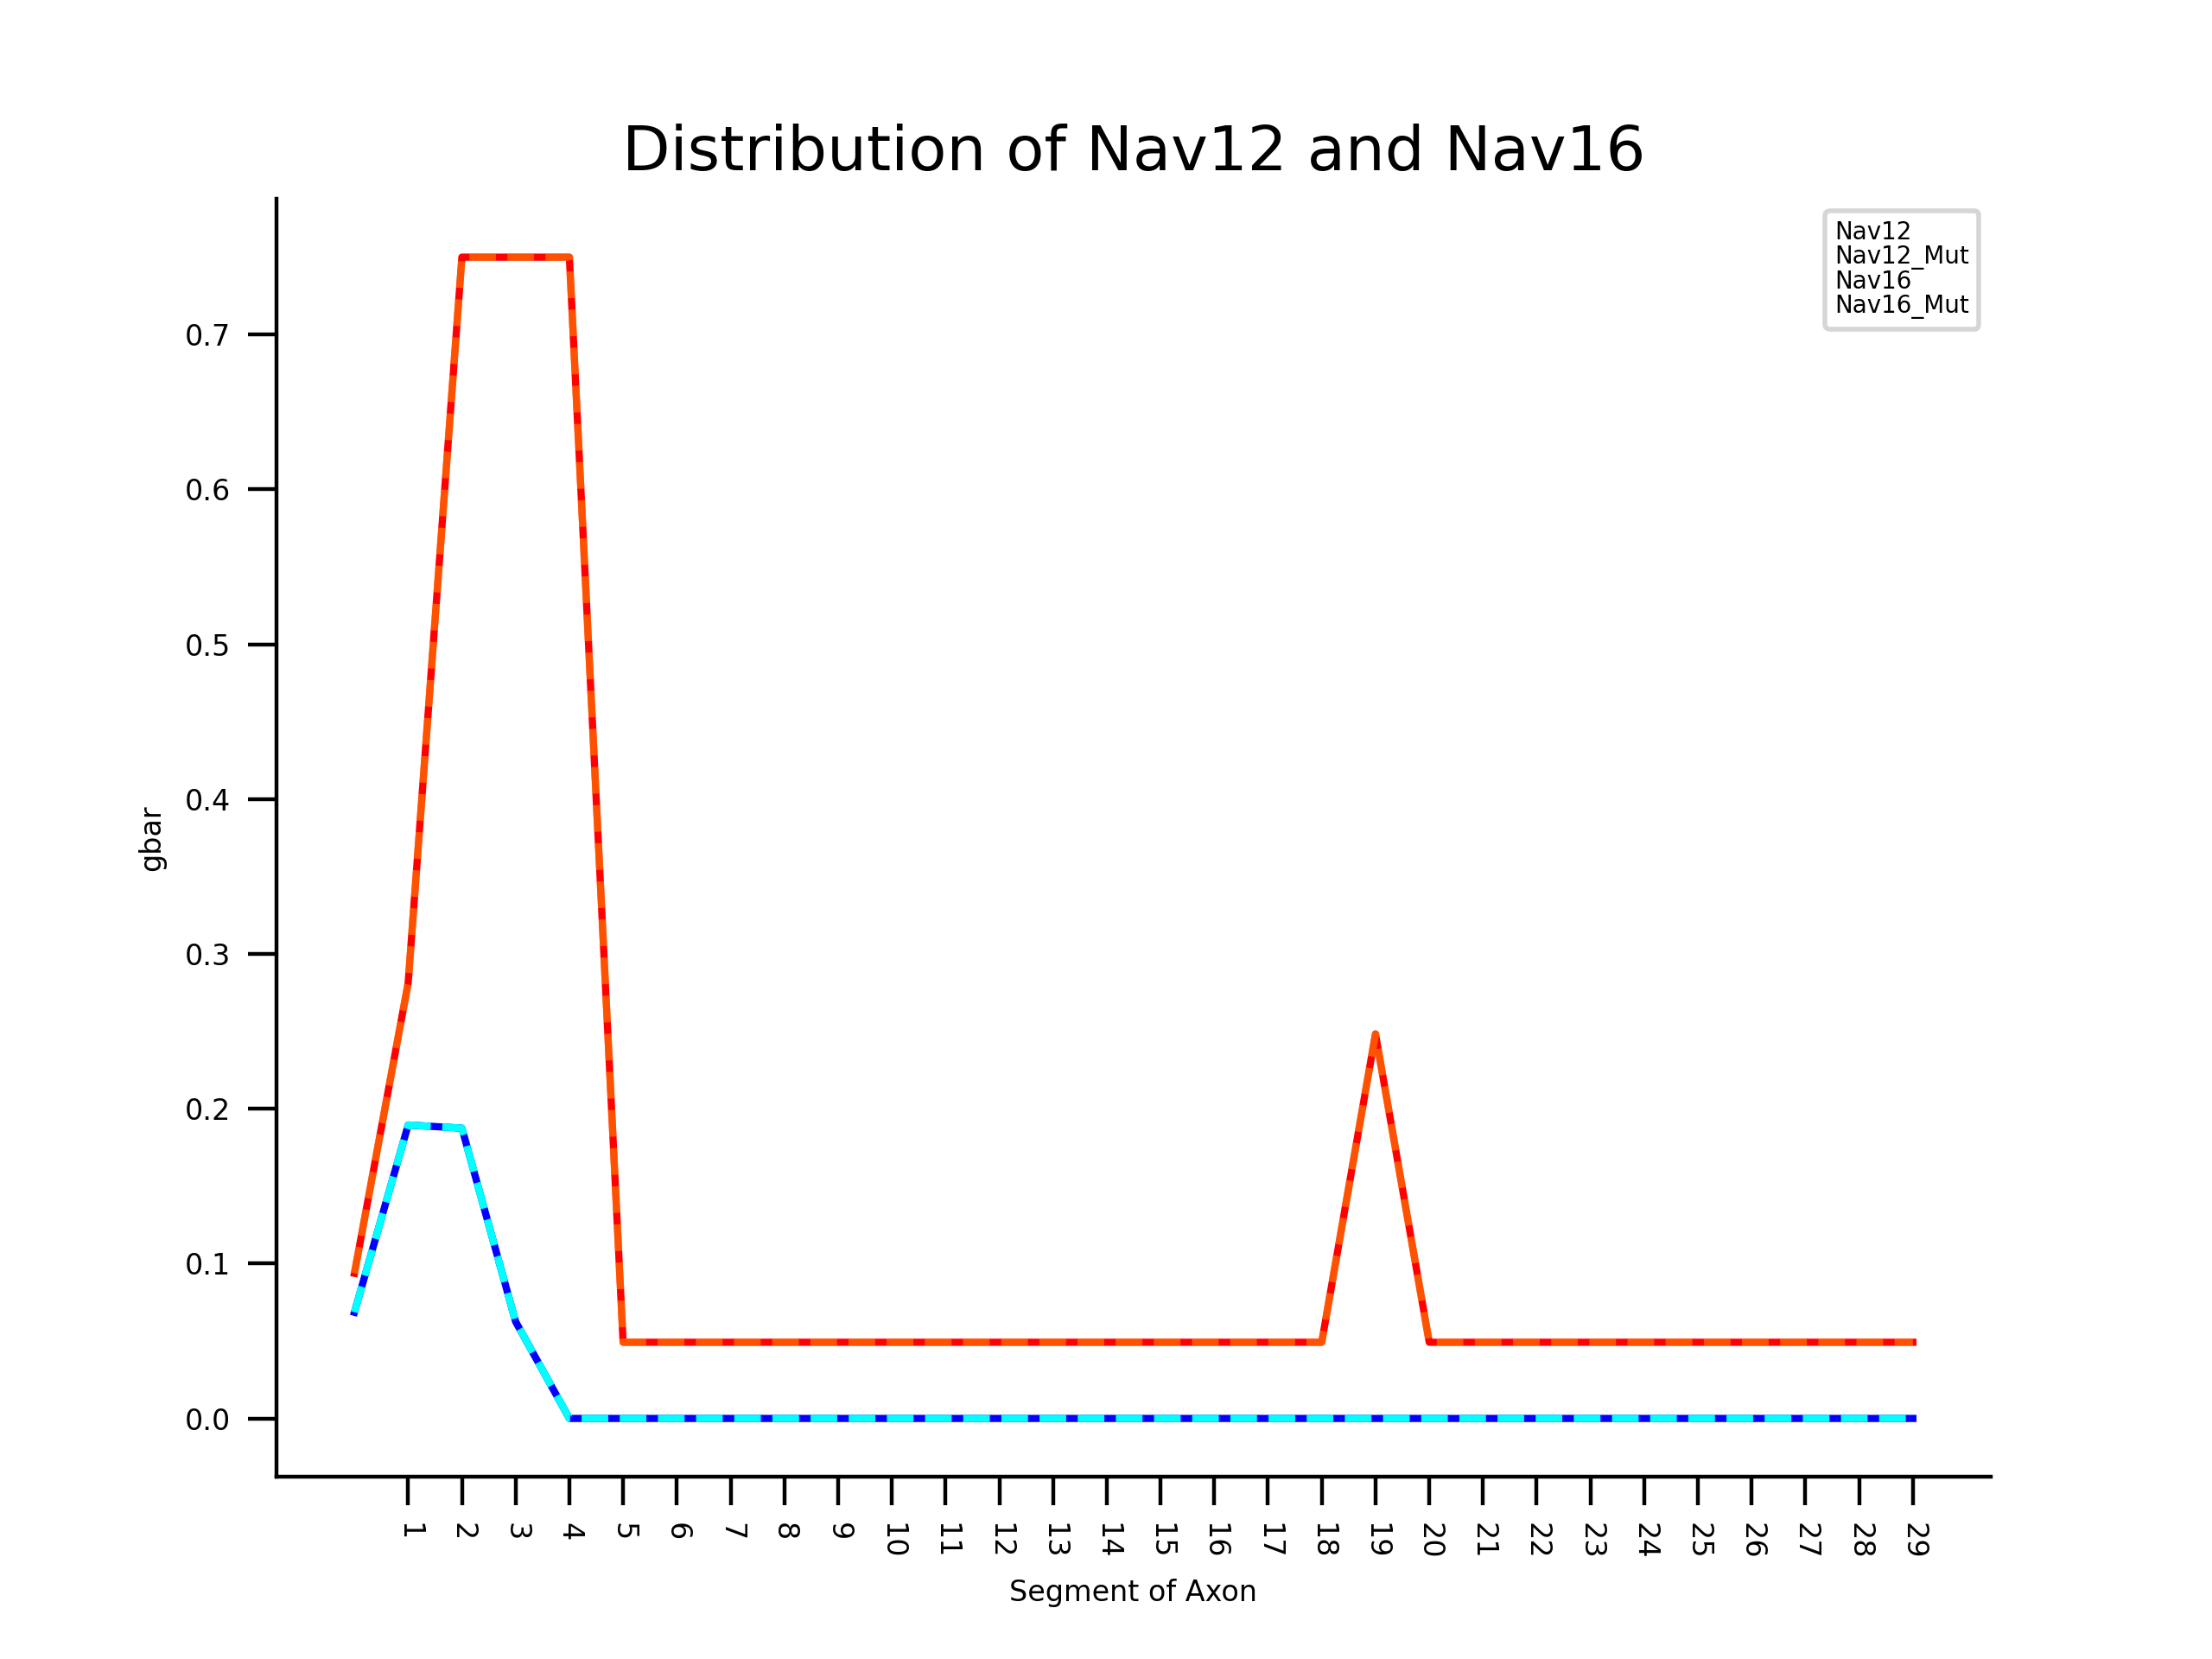 Distribution of Nav12 and Nav16
Nav12
Nav12_Mut
Nav16
Nav16_Mut
0.7
0.6
0.5
0.4
0.3
0.2
0.1
0.0
gbar
1 2 3 4 5 6 7 8 9 10 11 12 13 14 15 16 17 18 19 20 21 22 23 24 25 26 27 28 29
Segment of Axon